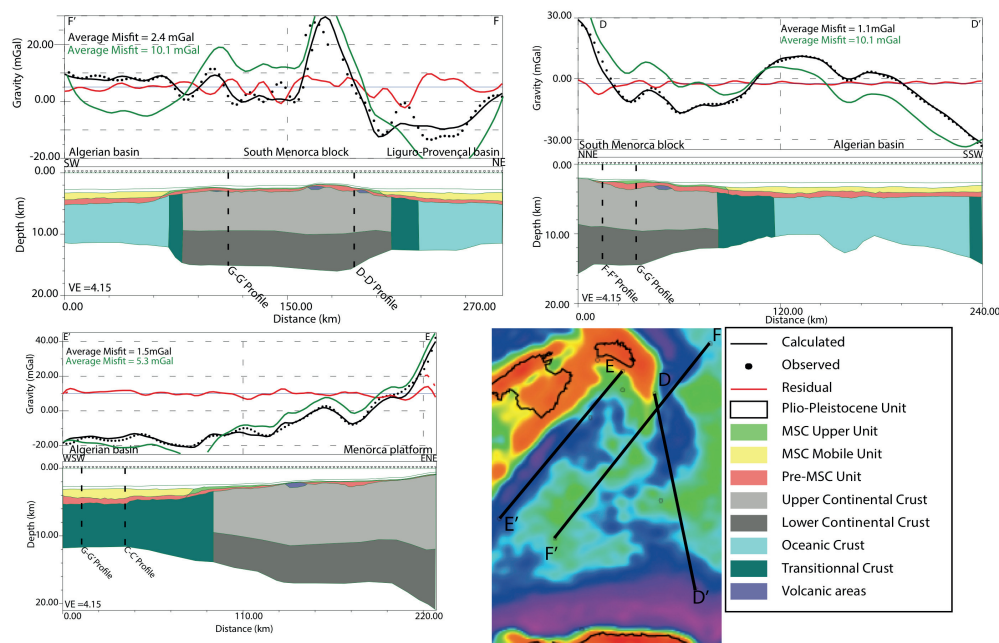 F'
F
Average Misfit = 2.4 mGal
Average Misfit = 10.1 mGal
20.00
0.00
-20.00
Gravity (mGal)
Algerian basin
South Menorca block
Liguro-Provençal basin
SW
NE
0.00
10.00
20.00
Depth (km)
G-G' Profile
D-D' Profile
VE = 4.15
0.00
150.00
270.00
Distance (km)
30.00
D
D'
Average Misfit = 1.1mGal
Average Misfit =10.1 mGal
0.00
-30.00
Gravity (mGal)
South Menorca block
Algerian basin
NNE
SSW
0.00
10.00
20.00
Depth (km)
F-F" Profile
G-G' Profile
VE =4.15
0.00
120.00
240.00
Distance (km)
E'
E
40.00
Average Misfit = 1.5mGal
Average Misfit = 5.3 mGal
20.00
0.00
-20.00
Gravity (mGal)
Algerian basin
Menorca platform
WSW
ENE
0.00
10.00
20.00
Depth (km)
G-G' Profile
C-C' Profile
VE = 4.15
0.00
110.00
220.00
Distance (km)
F
E
D
E'
F'
D'
Calculated
Observed
Residual
Plio-Pleistocene Unit
MSC Upper Unit
MSC Mobile Unit
Pre-MSC Unit
Upper Continental Crust
Lower Continental Crust
Oceanic Crust
Transitionnal Crust
Volcanic areas